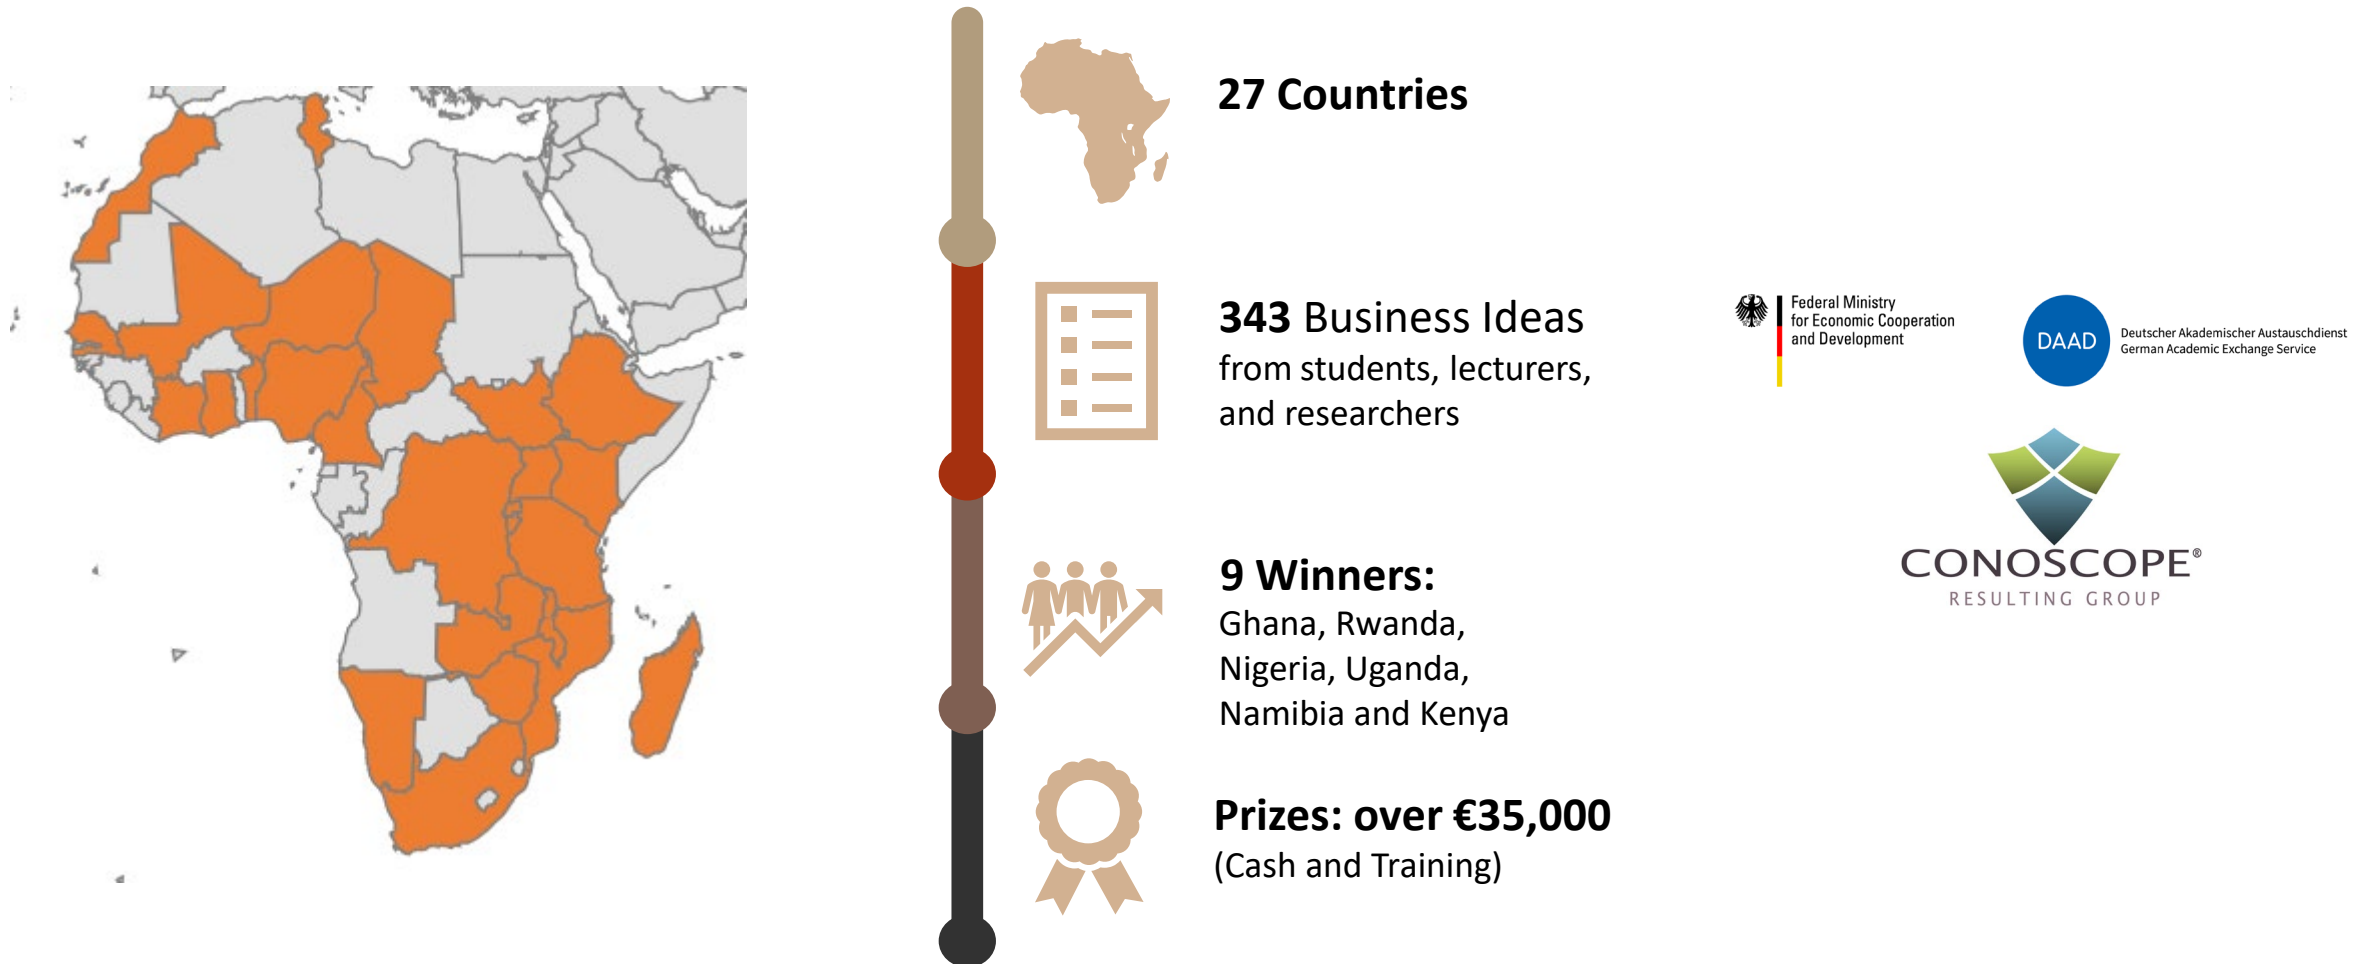 27 Countries
343 Business Ideas
from students, lecturers,
and researchers
9 Winners:
Ghana, Rwanda,
Nigeria, Uganda,
Namibia and Kenya
Prizes: over €35,000
(Cash and Training)
Federal Ministry
for Economic Cooperation
and Development
DAAD
Deutscher Akademischer Austauschdienst
German Academic Exchange Service
CONOSCOPE®
RESULTING GROUP